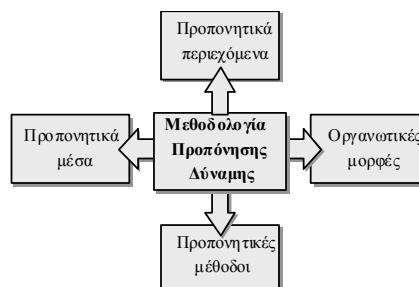 Προπονητικά
περιεχόμενα
Προπονητικά
μέσα
Μεθοδολογία
Προπόνησης
Δύναμης
Οργανωτικές
μορφές
Προπονητικές
μέθοδοι